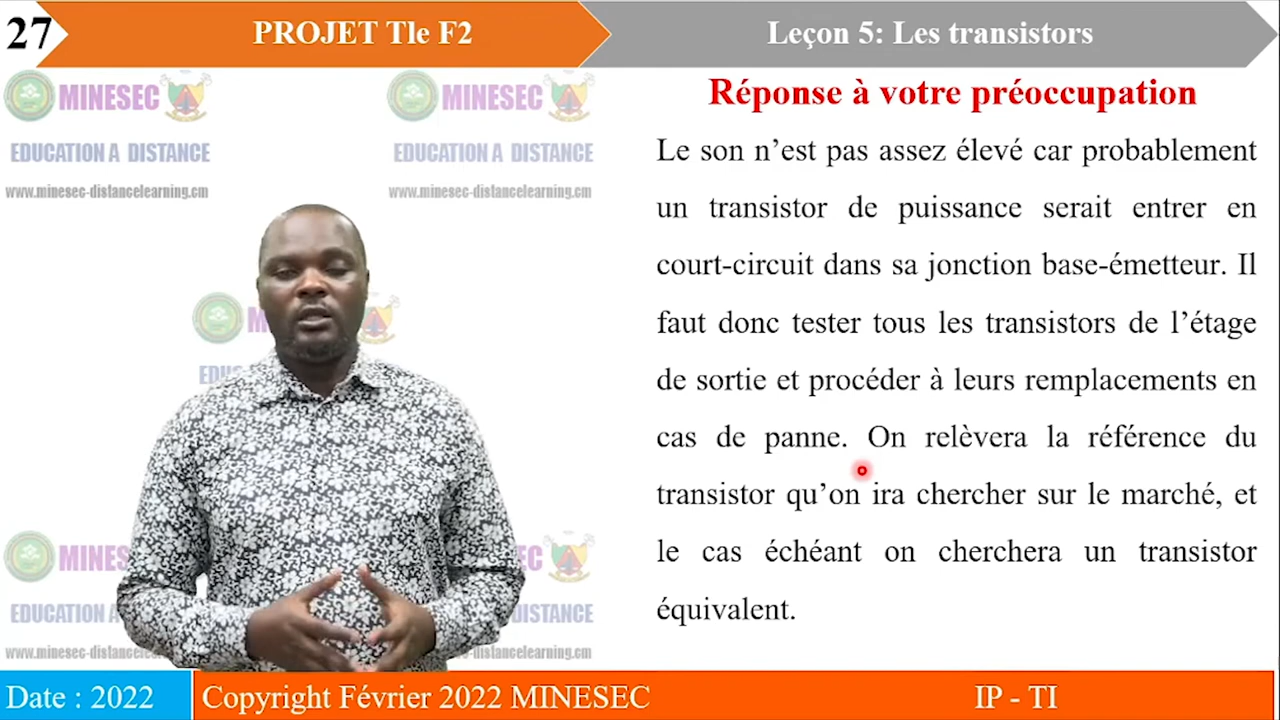 27
PROJET Tle F2
Leçon 5: Les transistors
MINESEC
EDUCATION A DISTANCE
www.minesec-distancelearning.cm
MINESEC
EDUCATION A DISTANCE
www.minesec-distancelearning.cm
Réponse à votre préoccupation
Le son n’est pas assez élevé car probablement
un transistor de puissance serait entrer en
court-circuit dans sa jonction base-émetteur. Il
faut donc tester tous les transistors de l’étage
de sortie et procéder à leurs remplacements en
cas de panne. On relèvera la référence du
transistor qu’on ira chercher sur le marché, et
le cas échéant on cherchera un transistor
équivalent.
Date : 2022
Copyright Février 2022 MINESEC
IP - TI